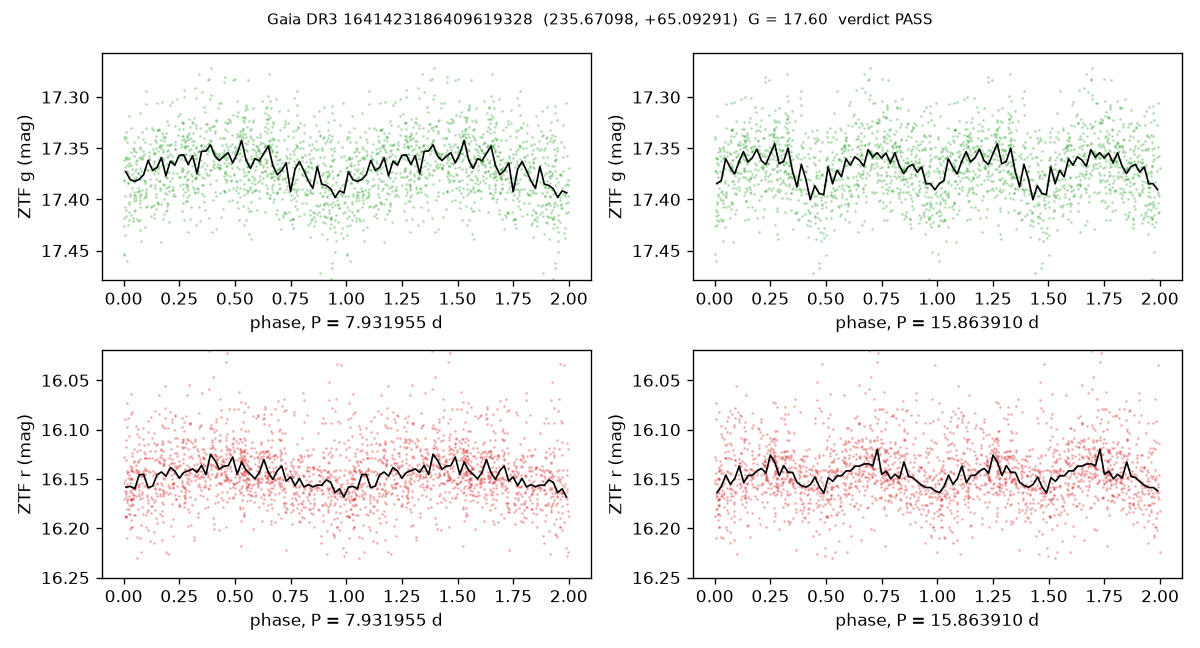 Gaia DR3 1641423186409619328 (235.67098, +65.09291) G = 17.60 verdict PASS
ZTF g (mag)
17.30
17.35
17.40
17.45
0.00 0.25 0.50 0.75 1.00 1.25 1.50 1.75 2.00
phase, P = 7.931955 d
ZTF g (mag)
17.30
17.35
17.40
17.45
0.00 0.25 0.50 0.75 1.00 1.25 1.50 1.75 2.00
phase, P = 15.863910 d
ZTF r (mag)
16.05
16.10
16.15
16.20
16.25
0.00 0.25 0.50 0.75 1.00 1.25 1.50 1.75 2.00
phase, P = 7.931955 d
ZTF r (mag)
16.05
16.10
16.15
16.20
16.25
0.00 0.25 0.50 0.75 1.00 1.25 1.50 1.75 2.00
phase, P = 15.863910 d